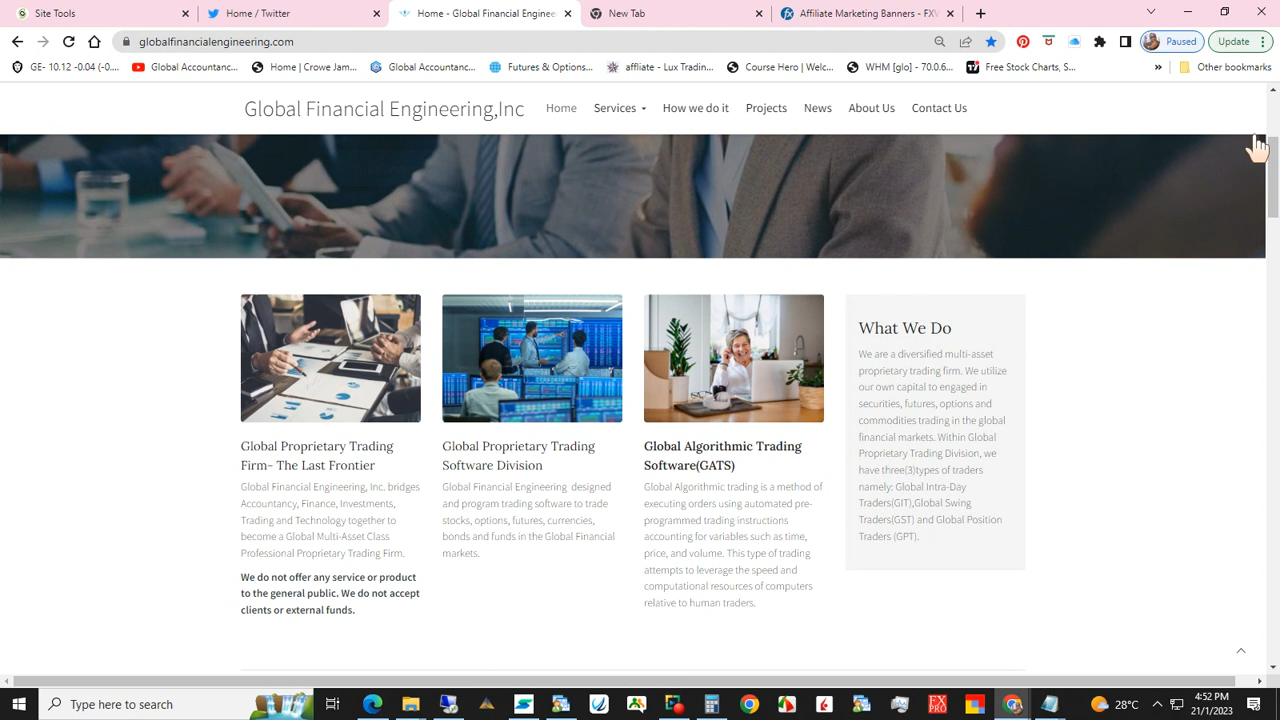 Site Tools
Home / Twitter
Home - Global Financial Enginee
New Tab
Affiliate Marketing Banners - FXV
globalfinancialengineering.com
Paused
Update
GE- 10.12 -0.04 (-0....
Global Accountanc...
Home | Crowe Jam...
Global Accountanc...
Futures & Options...
affliate - Lux Tradin...
Course Hero | Welc...
WHM [glo] - 70.0.6...
Free Stock Charts, S...
»
Other bookmarks
Global Financial Engineering,Inc
Home
Services
How we do it
Projects
News
About Us
Contact Us
Global Proprietary Trading
Firm- The Last Frontier
Global Financial Engineering, Inc. bridges
Accountancy, Finance, Investments,
Trading and Technology together to
become a Global Multi-Asset Class
Professional Proprietary Trading Firm.
We do not offer any service or product
to the general public. We do not accept
clients or external funds.
Global Proprietary Trading
Software Division
Global Financial Engineering designed
and program trading software to trade
stocks, options, futures, currencies,
bonds and funds in the Global Financial
markets.
Global Algorithmic Trading
Software(GATS)
Global Algorithmic trading is a method of
executing orders using automated pre-
programmed trading instructions
accounting for variables such as time,
price, and volume. This type of trading
attempts to leverage the speed and
computational resources of computers
relative to human traders.
What We Do
We are a diversified multi-asset
proprietary trading firm. We utilize
our own capital to engaged in
securities, futures, options and
commodities trading in the global
financial markets. Within Global
Proprietary Trading Division, we
have three(3)types of traders
namely: Global Intra-Day
Traders(GIT),Global Swing
Traders(GST) and Global Position
Traders (GPT).
Type here to search
FX
PRO
28°C
4:52 PM
21/1/2023